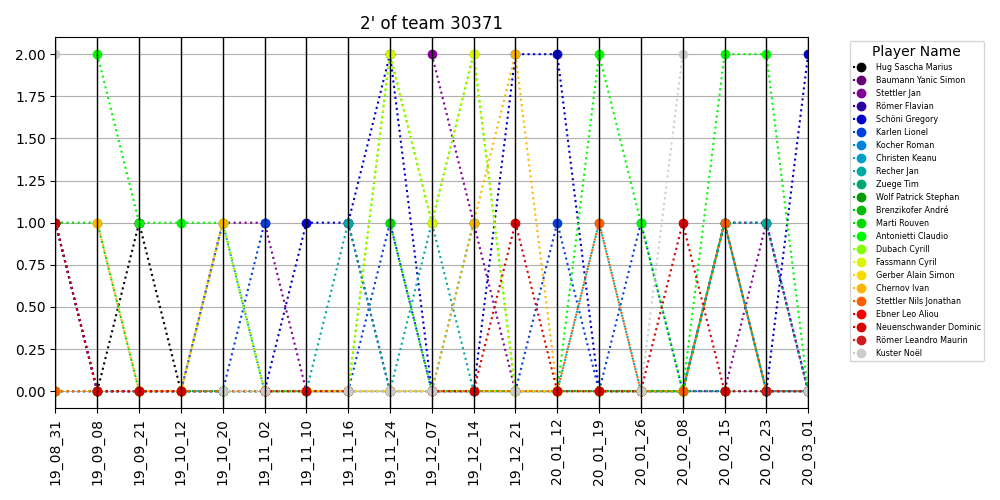 2' of team 30371
2.00
1.75
1.50
1.25
1.00
0.75
0.50
0.25
0.00
19_08_31
19_09_08
19_09_21
19_10_12
19_10_20
19_11_02
19_11_10
19_11_16
19_11_24
19_12_07
19_12_14
19_12_21
20_01_12
20_01_19
20_01_26
20_02_08
20_02_15
20_02_23
20_03_01
Player Name
Hug Sascha Marius
Baumann Yanic Simon
Stettler Jan
Römer Flavian
Schöni Gregory
Karlen Lionel
Kocher Roman
Christen Keanu
Recher Jan
Zuege Tim
Wolf Patrick Stephan
Brenzikofer André
Marti Rouven
Antonietti Claudio
Dubach Cyrill
Fassmann Cyril
Gerber Alain Simon
Chernov Ivan
Stettler Nils Jonathan
Ebner Leo Aliou
Neuenschwander Dominic
Römer Leandro Maurin
Kuster Noël